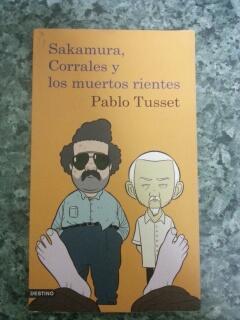 Sakamura,
Corrales y
los muertos rientes
Pablo Tusset
DESTINO